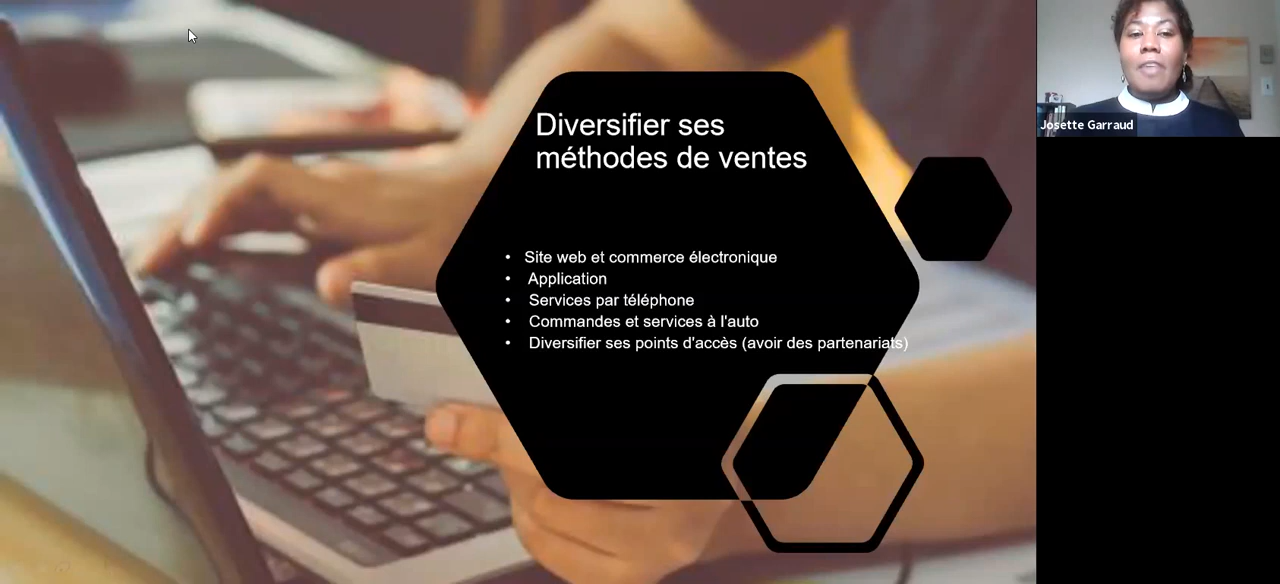 Diversifier ses
méthodes de ventes
• Site web et commerce électronique
• Application
• Services par téléphone
• Commandes et services à l'auto
• Diversifier ses points d'accès (avoir des partenariats)
Josette Garraud